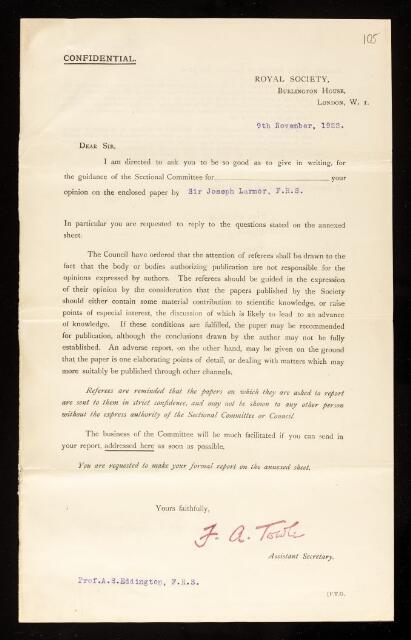 105
CONFIDENTIAL.
ROYAL SOCIETY,
BURLINGTON HOUSE,
LONDON, W. 1.
9th November, 1922.
DEAR SIR,
I am directed to ask you to be so good as to give in writing, for
the guidance of the Sectional Committee for your
opinion on the enclosed paper by Sir Joseph Larmor, F.R.S.
In particular you are requested to reply to the questions stated on the annexed
sheet.
The Council have ordered that the attention of referees shall be drawn to the
fact that the body or bodies authorizing publication are not responsible for the
opinions expressed by authors. The referees should be guided in the expression
of their opinion by the consideration that the papers published by the Society
should either contain some material contribution to scientific knowledge, or raise
points of especial interest, the discussion of which is likely to lead to an advance
of knowledge. If these conditions are fulfilled, the paper may be recommended
for publication, although the conclusions drawn by the author may not be fully
established. An adverse report, on the other hand, may be given on the ground
that the paper is one elaborating points of detail, or dealing with matters which may
more suitably be published through other channels.
Referees are reminded that the papers on which they are asked to report
are sent to them in strict confidence, and may not be shown to any other person
without the express authority of the Sectional Committee or Council.
The business of the Committee will be much facilitated if you can send in
your report, addressed here as soon as possible.
You are requested to make your formal report on the annexed sheet.
Yours faithfully,
F. A. Towle
Assistant Secretary.
Prof.A.S.Eddington, F.R.S.
[P.T.O.